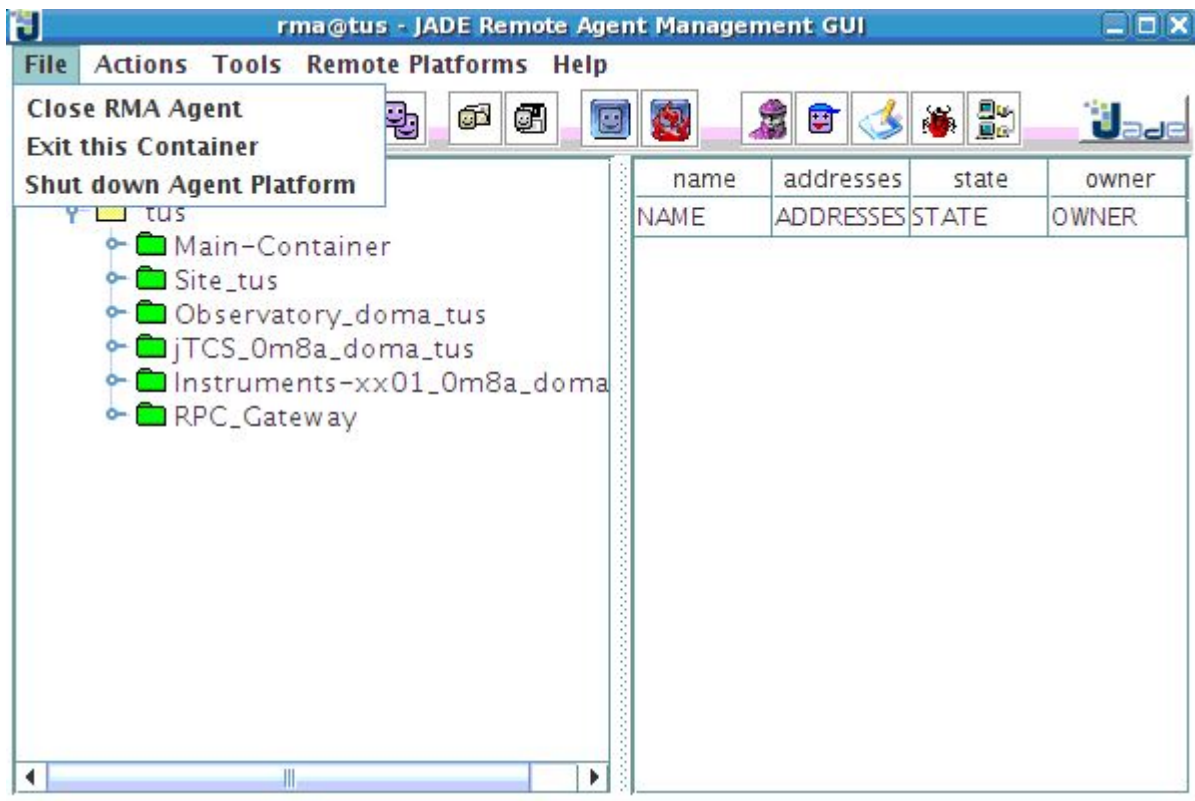 rma@tus - JADE Remote Agent Management GUI
File Actions Tools Remote Platforms Help
Close RMA Agent
Exit this Container
Shut down Agent Platform
Jade
name addresses state owner
NAME ADDRESSES STATE OWNER
tus
Main-Container
Site_tus
Observatory_doma_tus
jTCS_0m8a_doma_tus
Instruments-xx01_0m8a_doma
RPC_Gateway